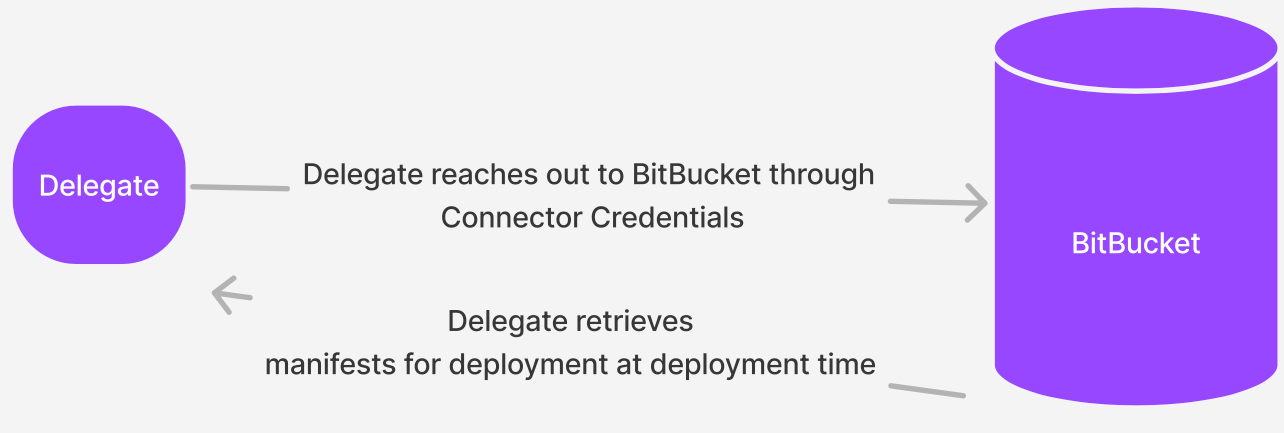 Delegate
Delegate reaches out to BitBucket through
Connector Credentials
BitBucket
Delegate retrieves
manifests for deployment at deployment time